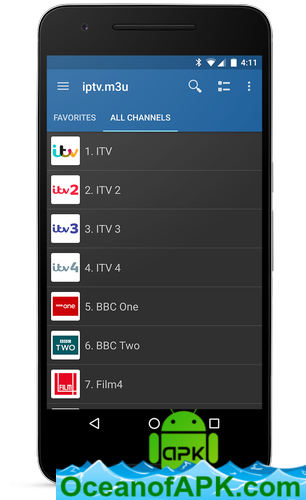 4:11
iptv.m3u
FAVORITES ALL CHANNELS
itv 1. ITV
itv2 2. ITV 2
itv3 3. ITV 3
itv4 4. ITV 4
BBC one 5. BBC One
BBC
TWO 6. BBC Two
FILM4 7. Film4
APK
OceanofAPK.com